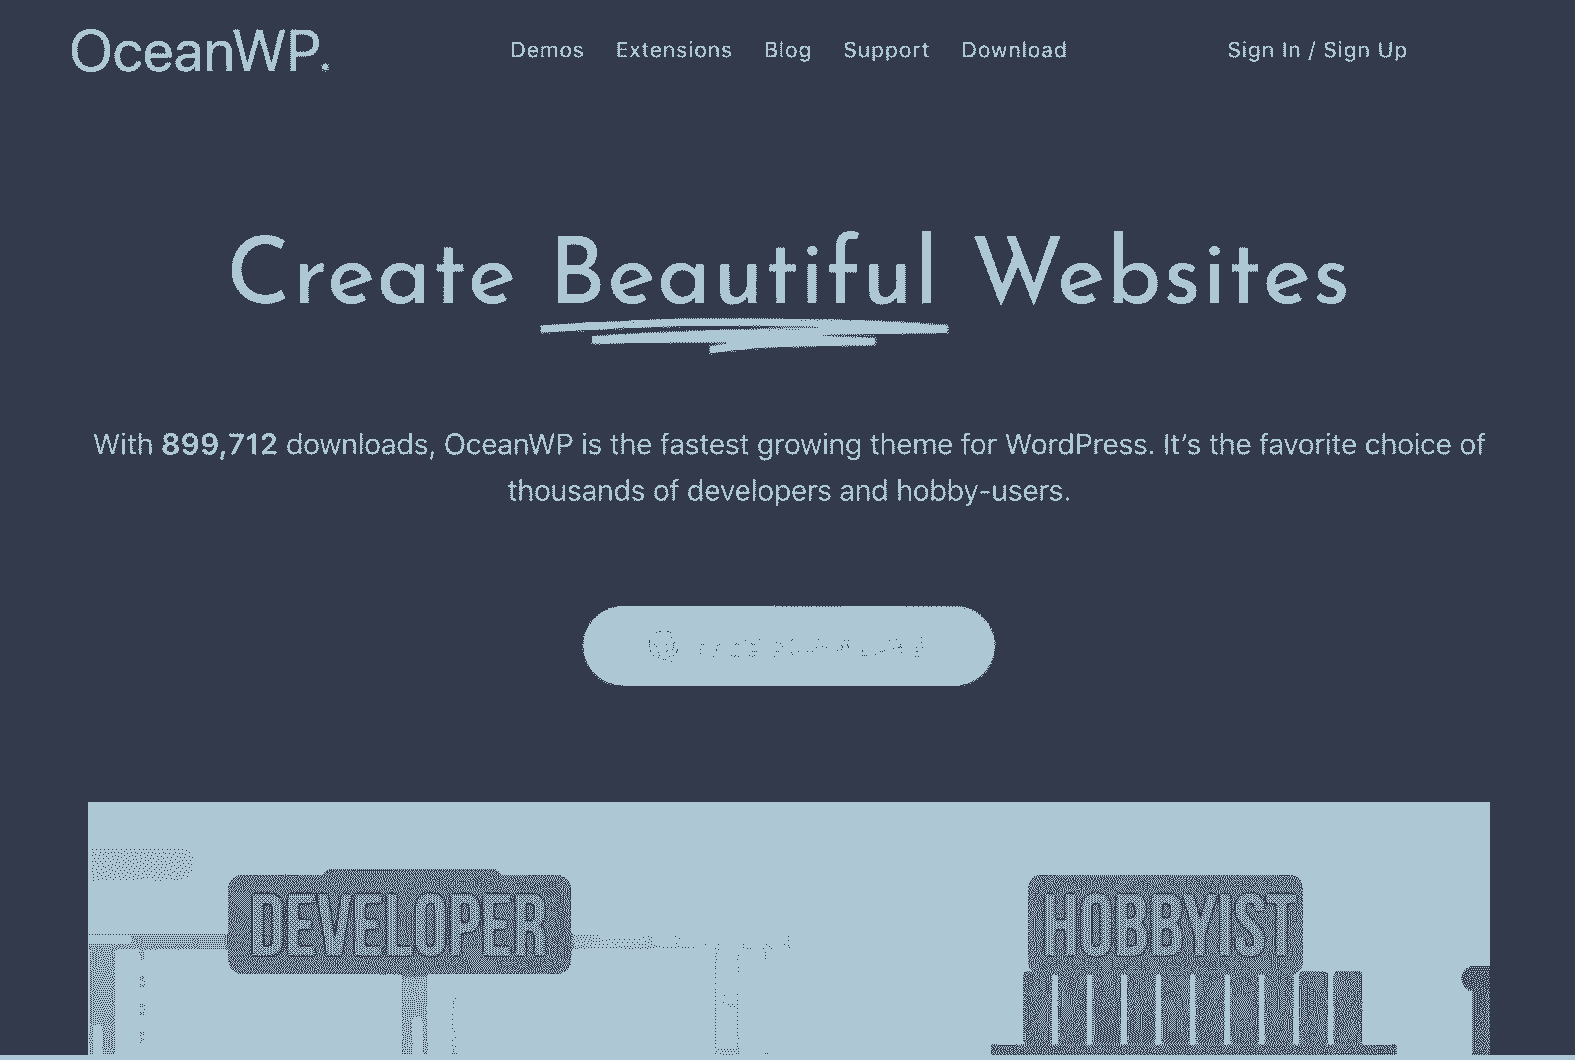 OceanWP.
Demos Extensions Blog Support Download Sign In / Sign Up
Create Beautiful Websites
With 899,712 downloads, OceanWP is the fastest growing theme for WordPress. It’s the favorite choice of
thousands of developers and hobby-users.
DEVELOPER HOBBYIST